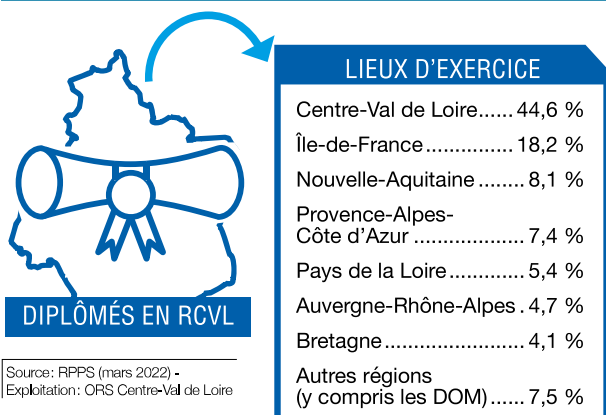 LIEUX D'EXERCICE
Centre-Val de Loire...... 44,6 %
Île-de-France............... 18,2 %
Nouvelle-Aquitaine ........ 8,1 %
Provence-Alpes-
Côte d'Azur .................... 7,4 %
Pays de la Loire............. 5,4 %
Auvergne-Rhône-Alpes . 4,7 %
Bretagne........................ 4,1 %
Autres régions
(y compris les DOM)...... 7,5 %
DIPLÔMÉS EN RCVL
Source: RPPS (mars 2022) -
Exploitation: ORS Centre-Val de Loire